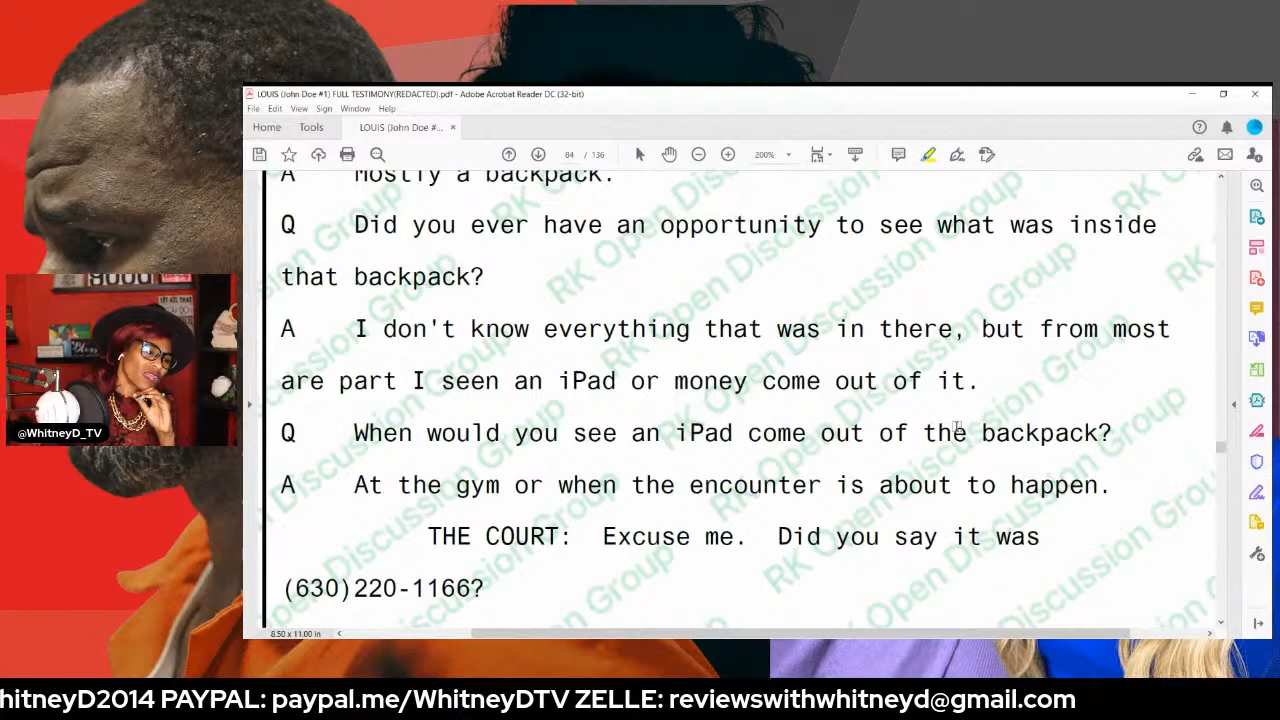 LOUIS (John Doe #1) FULL TESTIMONY(REDACTED).pdf - Adobe Acrobat Reader DC (32-bit)
File Edit View Sign Window Help
Home Tools LOUIS (John Doe #... ×
84 / 136 200%
A Mostly a backpack.
Q Did you ever have an opportunity to see what was inside
that backpack?
A I don't know everything that was in there, but from most
are part I seen an iPad or money come out of it.
Q When would you see an iPad come out of the backpack?
A At the gym or when the encounter is about to happen.
THE COURT: Excuse me. Did you say it was
(630)220-1166?
8.50 x 11.00 in
RK Open Discussion Group
@WhitneyD_TV
hitneyD2014 PAYPAL: paypal.me/WhitneyDTV ZELLE: reviewswithwhitneyd@gmail.com